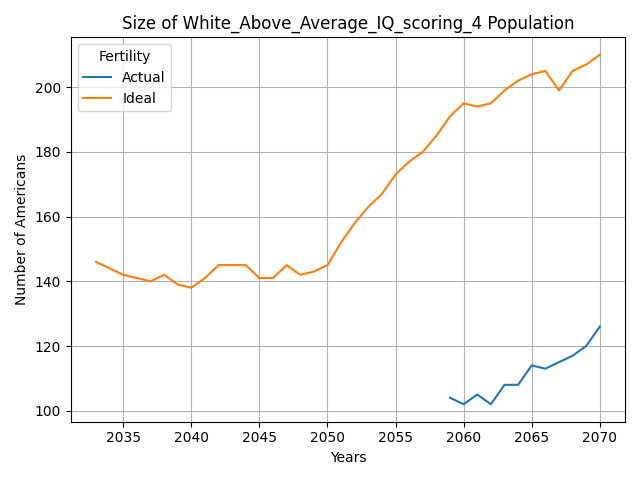 Size of White_Above_Average_IQ_scoring_4 Population
Fertility
Actual
Ideal
Number of Americans
200
180
160
140
120
100
2035 2040 2045 2050 2055 2060 2065 2070
Years